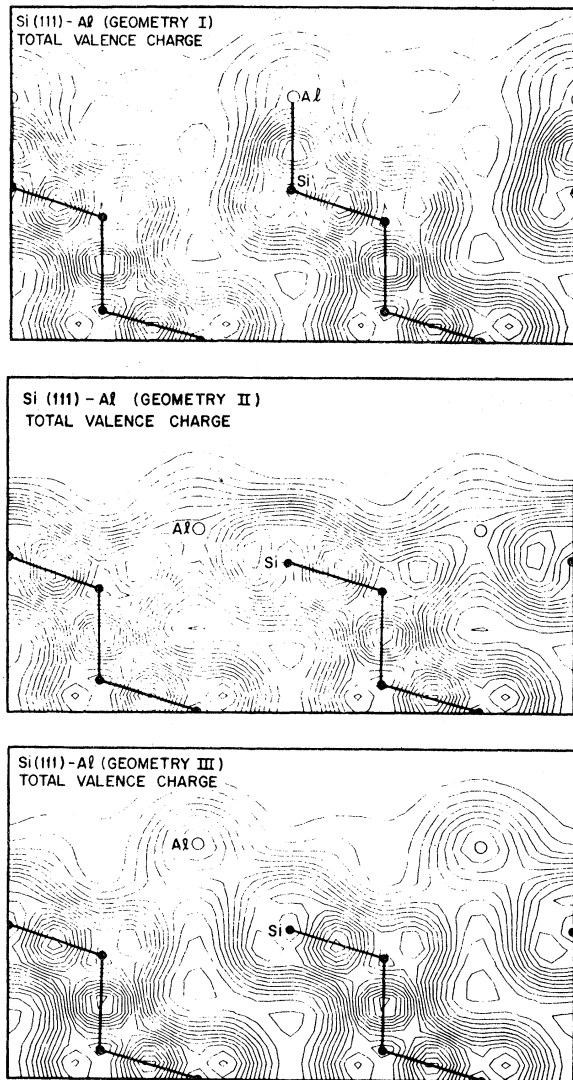 Si(111)-Al (GEOMETRY I)
TOTAL VALENCE CHARGE
Al
Si
Si (111) - Al (GEOMETRY II)
TOTAL VALENCE CHARGE
Al
Si
Si(111)-Al (GEOMETRY III)
TOTAL VALENCE CHARGE
Al
Si